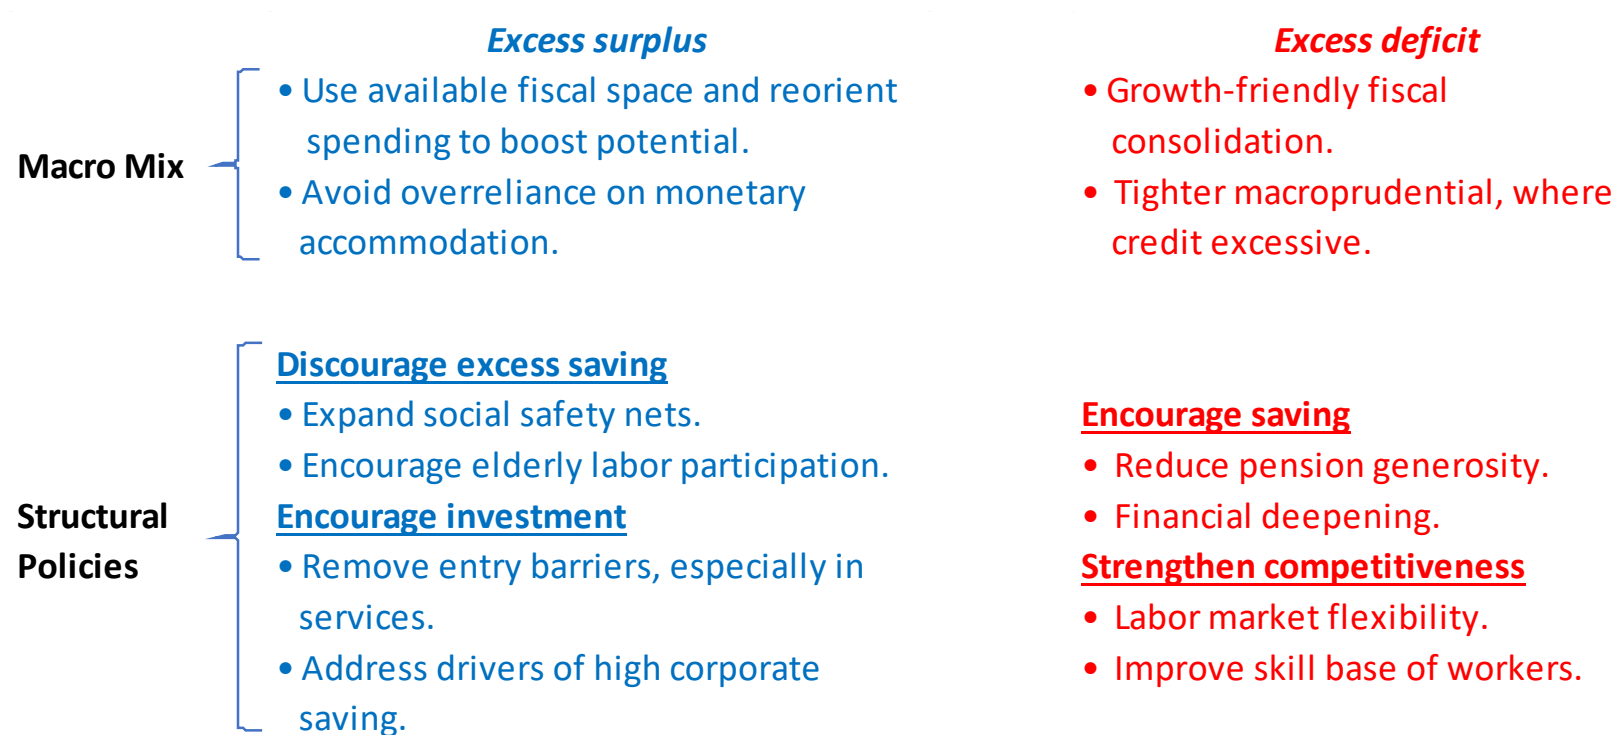 Excess surplus
Excess deficit
Macro Mix
• Use available fiscal space and reorient
spending to boost potential.
• Avoid overreliance on monetary
accommodation.
• Growth-friendly fiscal
consolidation.
• Tighter macroprudential, where
credit excessive.
Structural
Policies
Discourage excess saving
• Expand social safety nets.
• Encourage elderly labor participation.
Encourage investment
• Remove entry barriers, especially in
services.
• Address drivers of high corporate
saving.
Encourage saving
• Reduce pension generosity.
• Financial deepening.
Strengthen competitiveness
• Labor market flexibility.
• Improve skill base of workers.